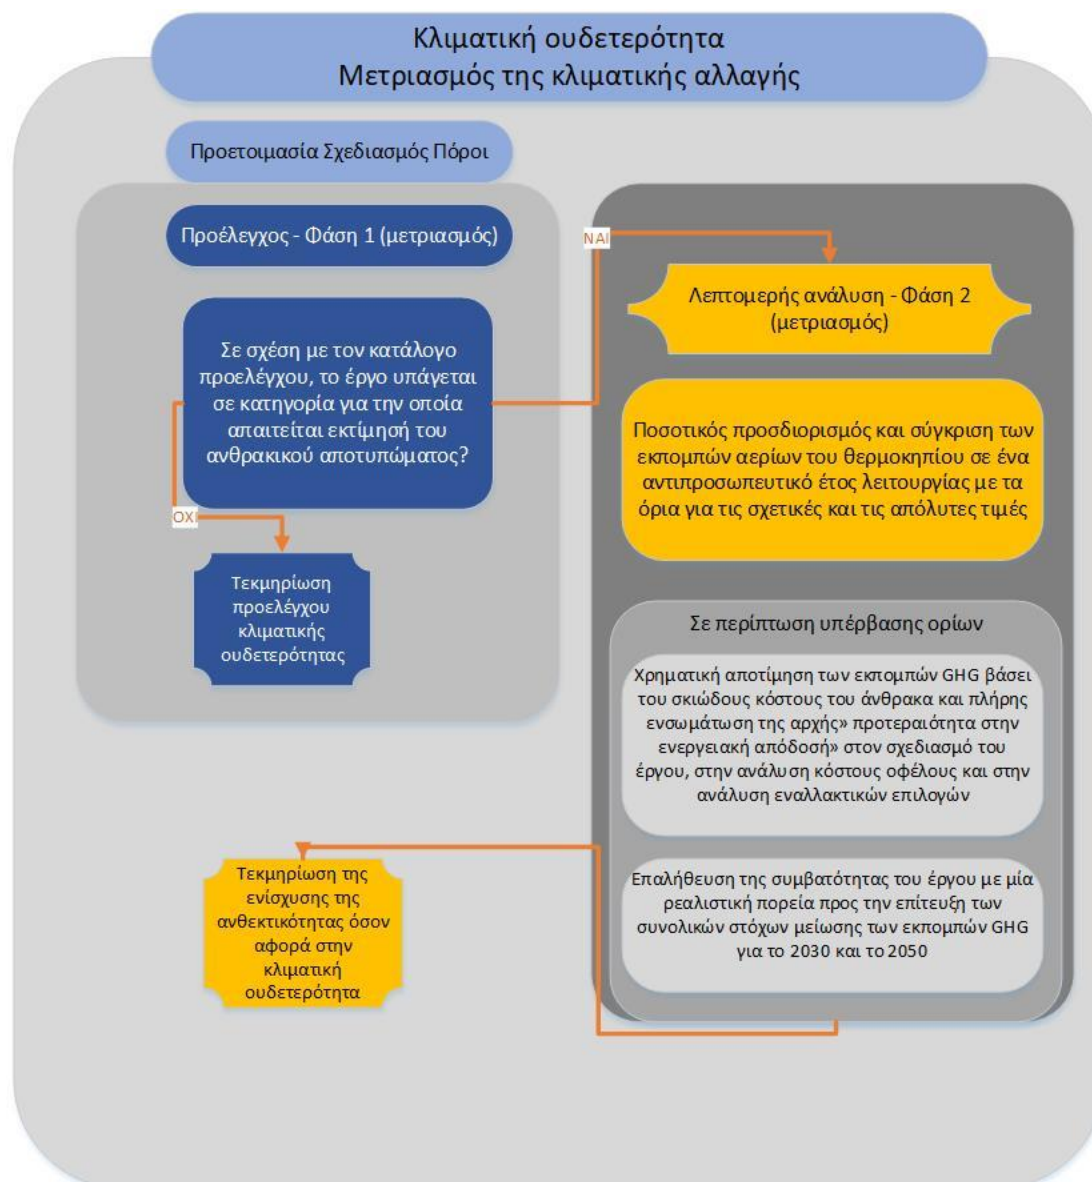 Κλιματική ουδετερότητα
Μετριασμός της κλιματικής αλλαγής
Προετοιμασία Σχεδιασμός Πόροι
Προέλεγχος - Φάση 1 (μετριασμός)
Σε σχέση με τον κατάλογο
προελέγχου, το έργο υπάγεται
σε κατηγορία για την οποία
απαιτείται εκτίμησή του
ανθρακικού αποτυπώματος?
ΟΧΙ
Τεκμηρίωση
προελέγχου
κλιματικής
ουδετερότητας
ΝΑΙ
Λεπτομερής ανάλυση - Φάση 2
(μετριασμός)
Ποσοτικός προσδιορισμός και σύγκριση των
εκπομπών αερίων του θερμοκηπίου σε ένα
αντιπροσωπευτικό έτος λειτουργίας με τα
όρια για τις σχετικές και τις απόλυτες τιμές
Σε περίπτωση υπέρβασης ορίων
Χρηματική αποτίμηση των εκπομπών GHG βάσει
του σκιώδους κόστους του άνθρακα και πλήρης
ενσωμάτωση της αρχής» προτεραιότητα στην
ενεργειακή απόδοσή» στον σχεδιασμό του
έργου, στην ανάλυση κόστους οφέλους και στην
ανάλυση εναλλακτικών επιλογών
Επαλήθευση της συμβατότητας του έργου με μία
ρεαλιστική πορεία προς την επίτευξη των
συνολικών στόχων μείωσης των εκπομπών GHG
για το 2030 και το 2050
Τεκμηρίωση της
ενίσχυσης της
ανθεκτικότητας όσον
αφορά στην
κλιματική
ουδετερότητα